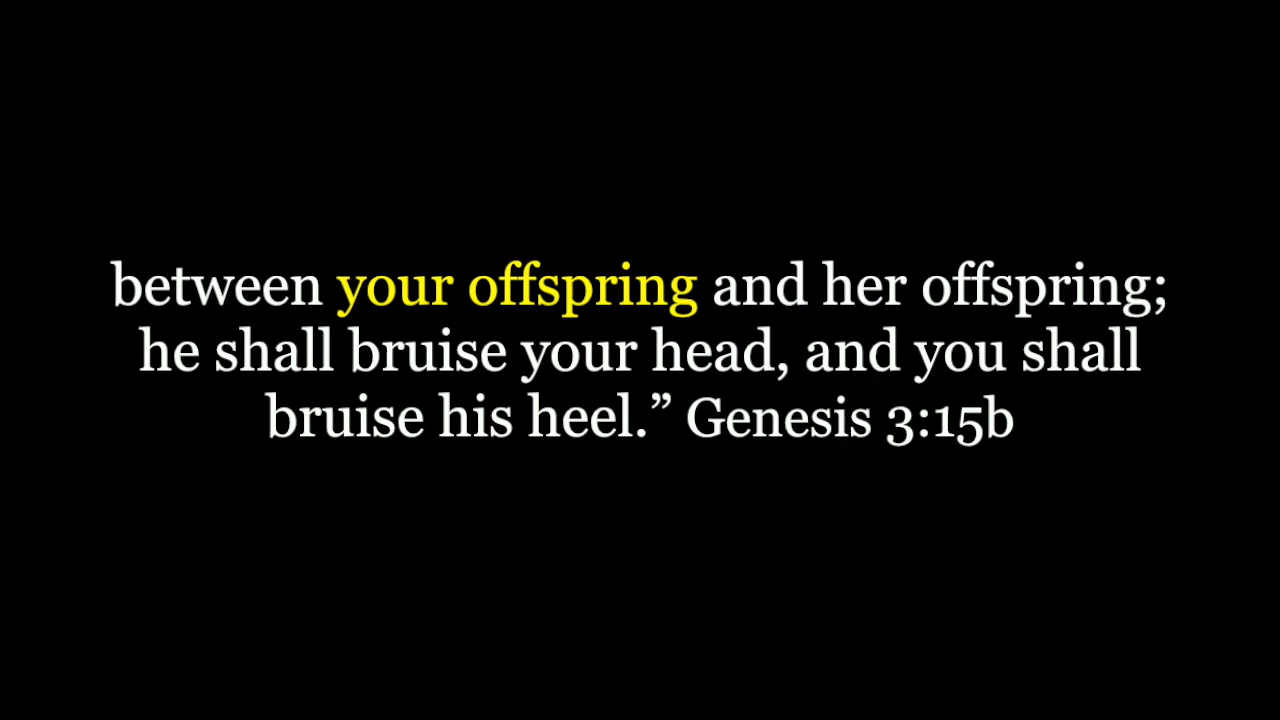 between your offspring and her offspring;
he shall bruise your head, and you shall
bruise his heel.” Genesis 3:15b